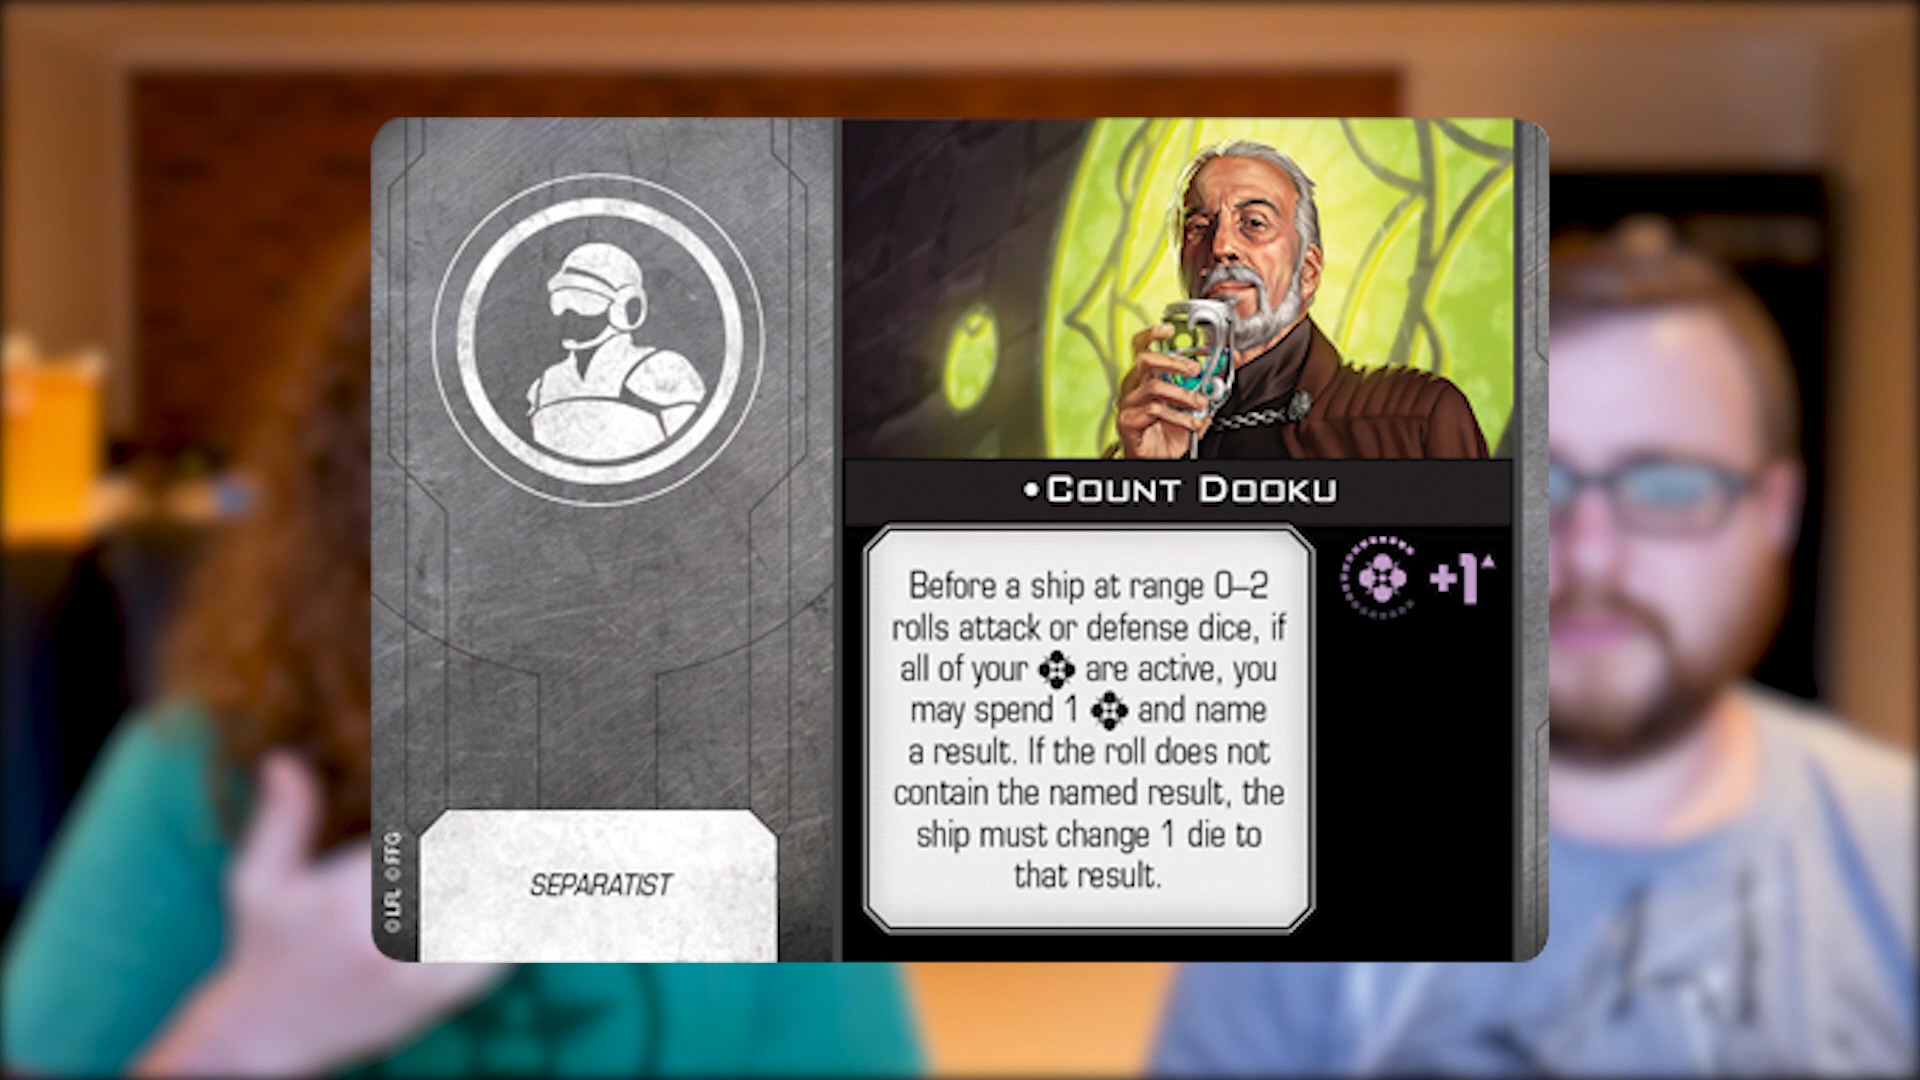 •COUNT DOOKU
Before a ship at range 0–2
rolls attack or defense dice, if
all of your are active, you
may spend 1 and name
a result. If the roll does not
contain the named result, the
ship must change 1 die to
that result.
+1
SEPARATIST
©LFL ©FFG